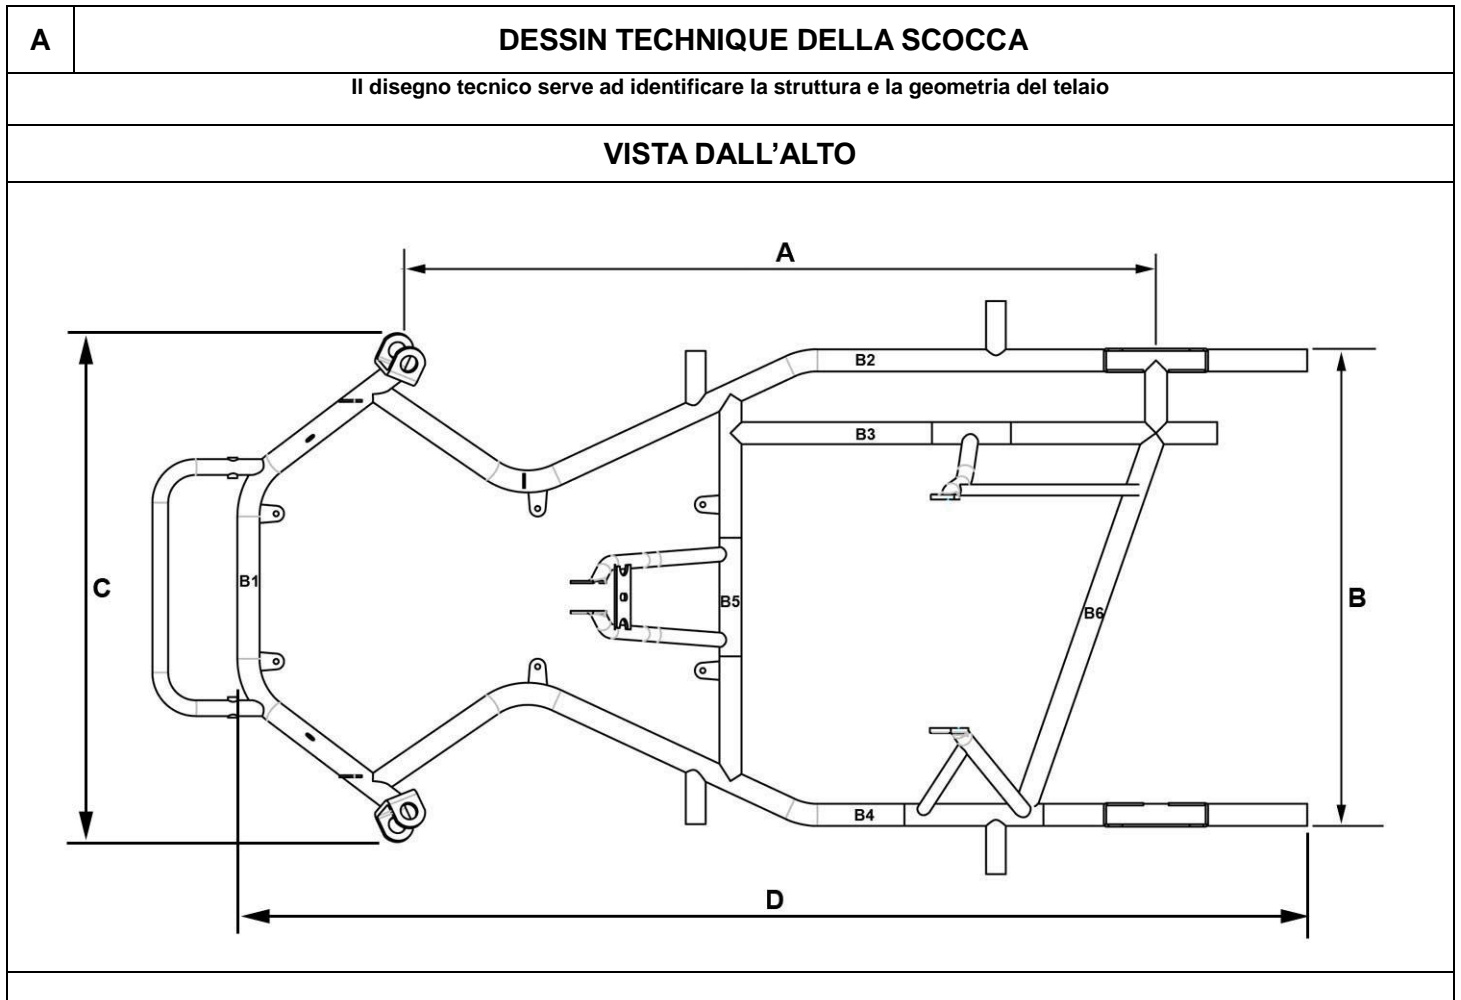 A
DESSIN TECHNIQUE DELLA SCOCCA
Il disegno tecnico serve ad identificare la struttura e la geometria del telaio
VISTA DALL'ALTO
A
B2
B3
C
B1
B5
B6
B
B4
D